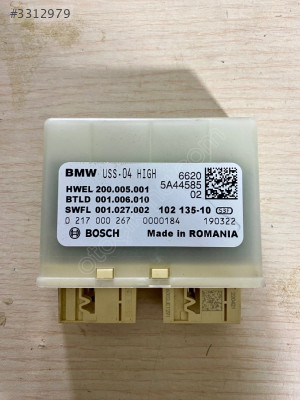 #3312979
BMW USS-04 HIGH
6620
5A44585
02
HWEL 200.005.001
BTLD 001.006.010
SWFL 001.027.002 102 135-10
0 217 000 267 0000184 190322
BOSCH Made in ROMANIA